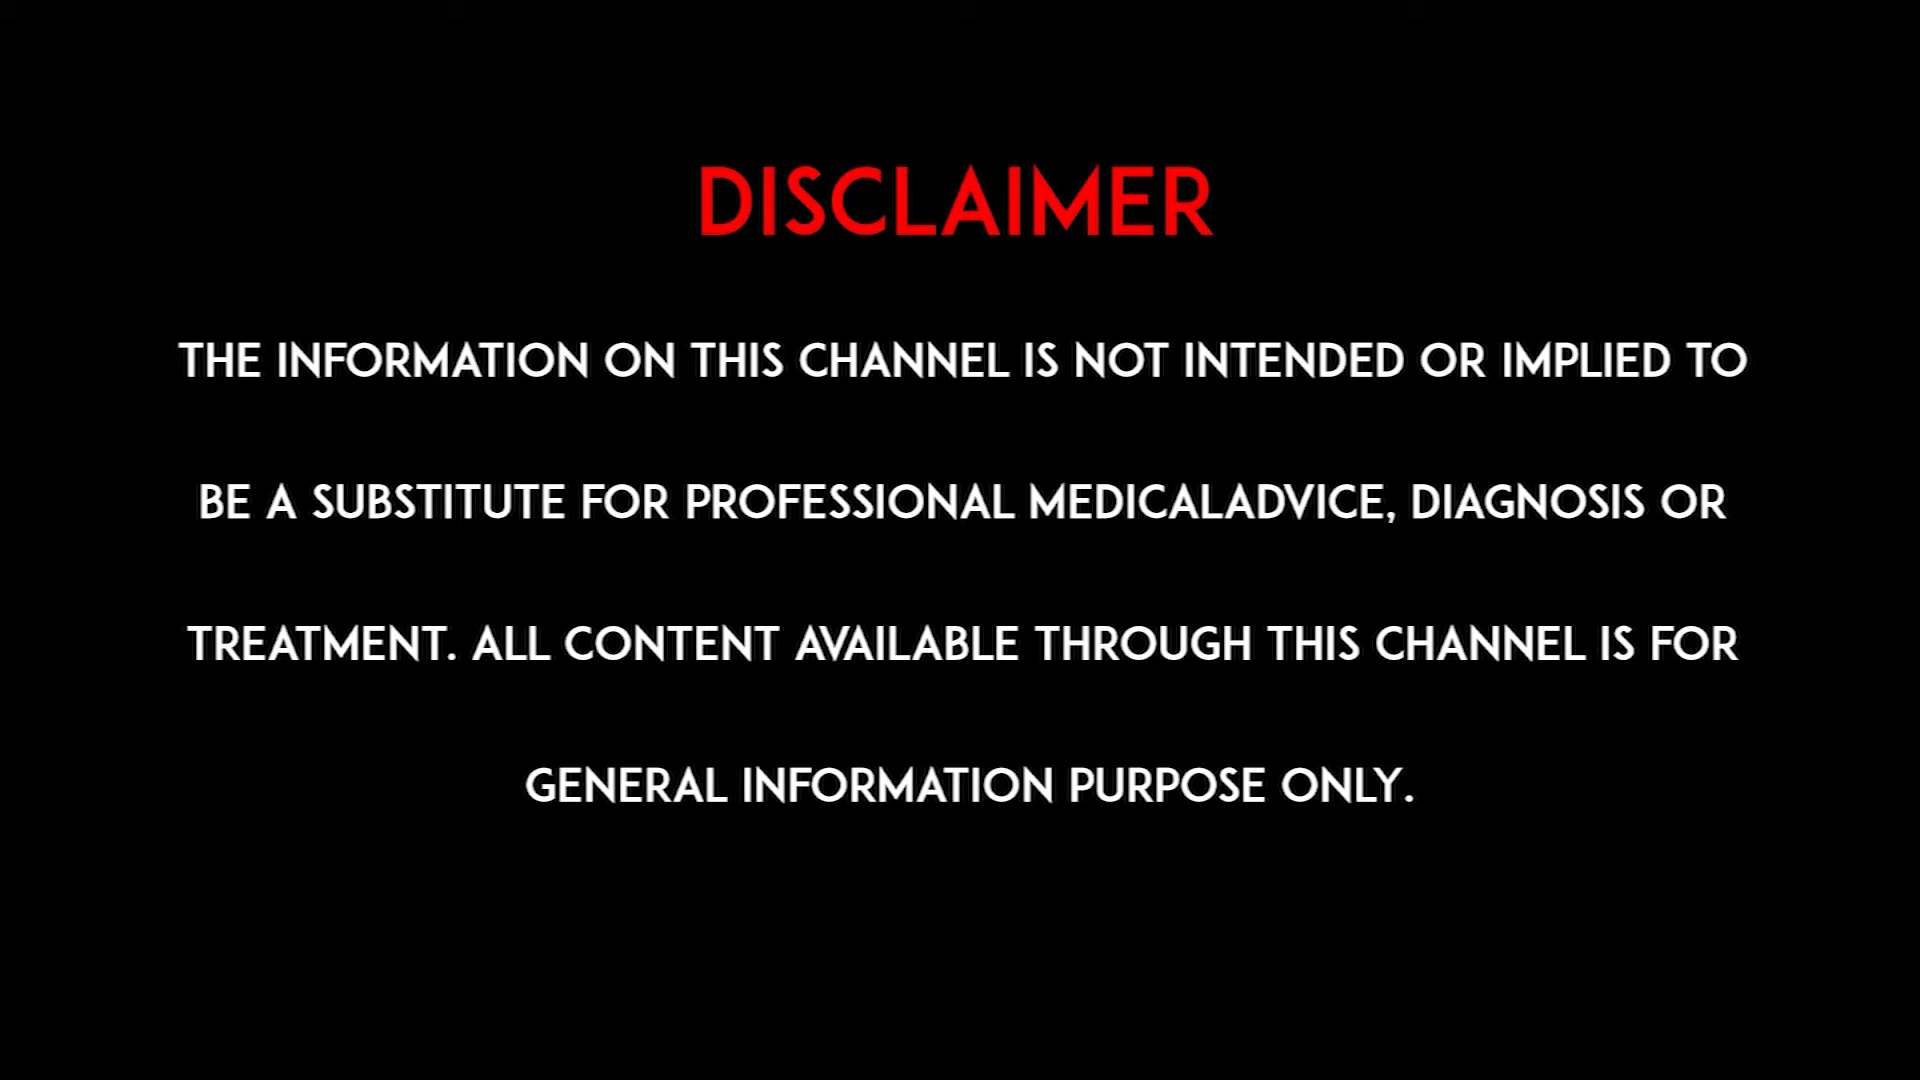 DISCLAIMER
THE INFORMATION ON THIS CHANNEL IS NOT INTENDED OR IMPLIED TO
BE A SUBSTITUTE FOR PROFESSIONAL MEDICALADVICE, DIAGNOSIS OR
TREATMENT. ALL CONTENT AVAILABLE THROUGH THIS CHANNEL IS FOR
GENERAL INFORMATION PURPOSE ONLY.